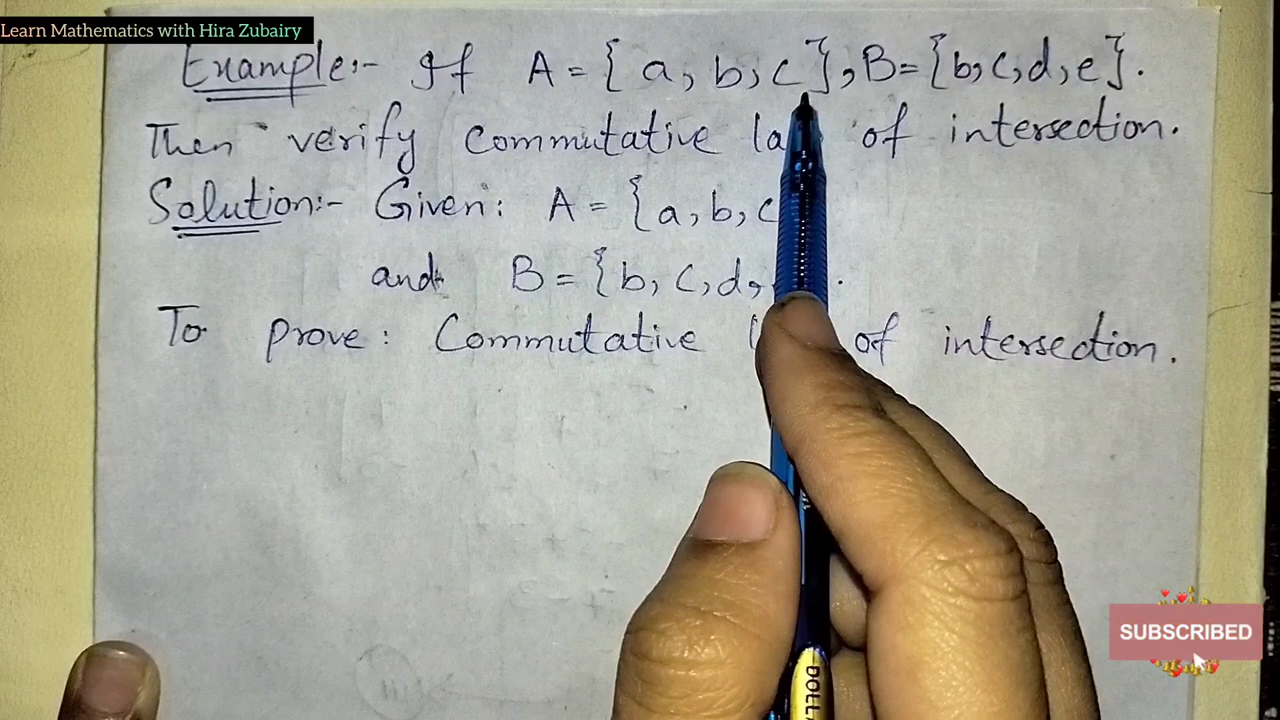 Learn Mathematics with Hira Zubairy
Example:- If A = { a, b, c }, B = {b, c, d, e}.
Then verify commutative la of intersection.
Solution:- Given: A = {a, b, c
and B = {b, c, d, .
To prove: Commutative l of intersection.
SUBSCRIBED
DOLL